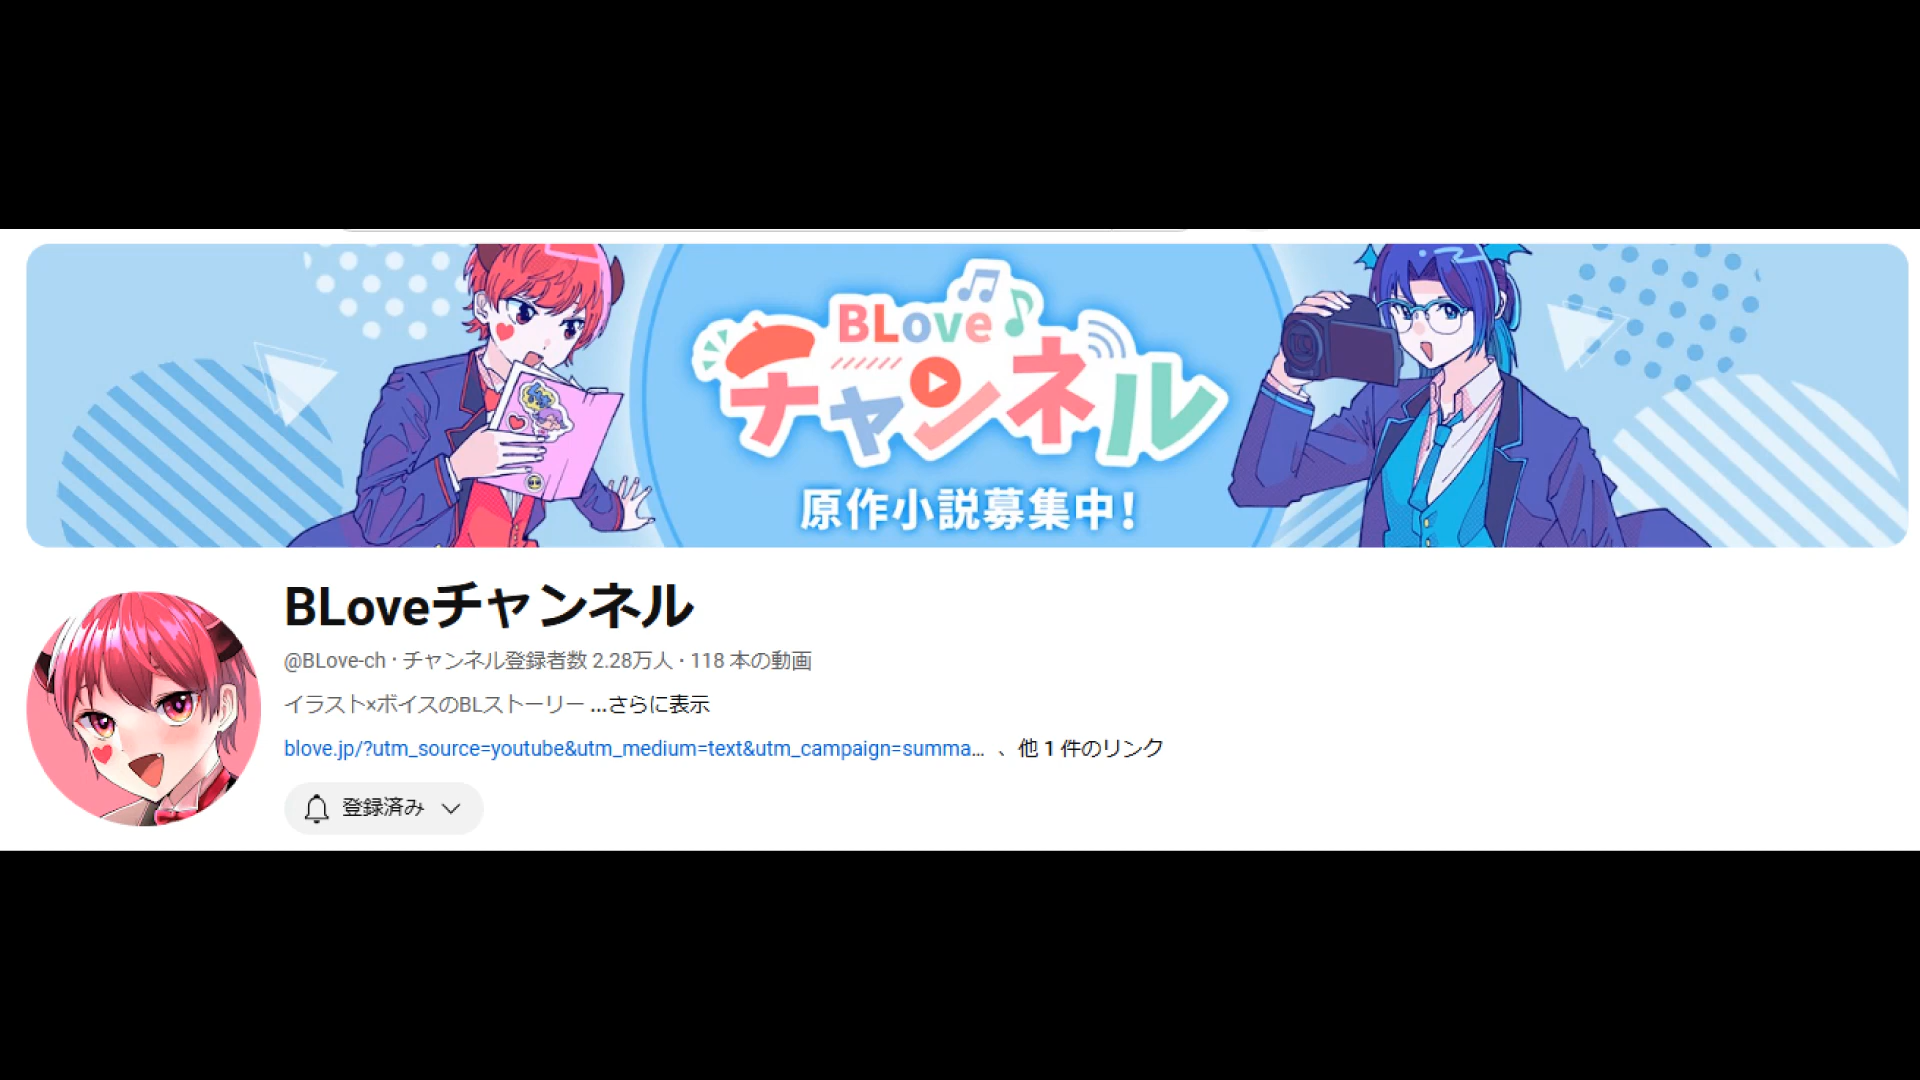 BLove
チャンネル
原作小説募集中!
BLoveチャンネル
@BLove-ch · チャンネル登録者数 2.28万人 · 118 本の動画
イラスト×ボイスのBLストーリー ...さらに表示
blove.jp/?utm_source=youtube&utm_medium=text&utm_campaign=summa... 、他 1 件のリンク
登録済み